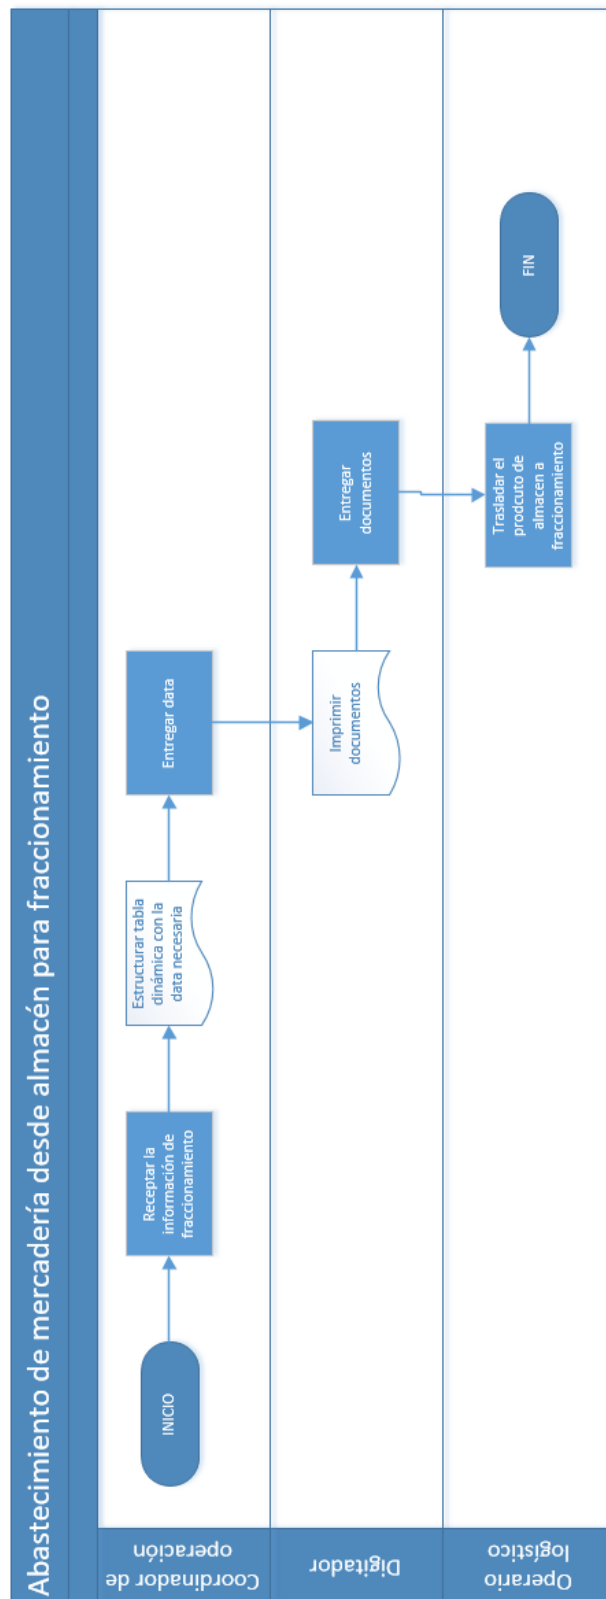 Abastecimiento de mercadería desde almacén para fraccionamiento
Coordinador de
operación
INICIO
Receptar la
información de
fraccionamiento
Estructurar tabla
dinámica con la
data necesaria
Entregar data
Digitador
Imprimir
documentos
Entregar
documentos
Operario
logístico
Trasladar el
prodcuto de
almacen a
fraccionamiento
FIN